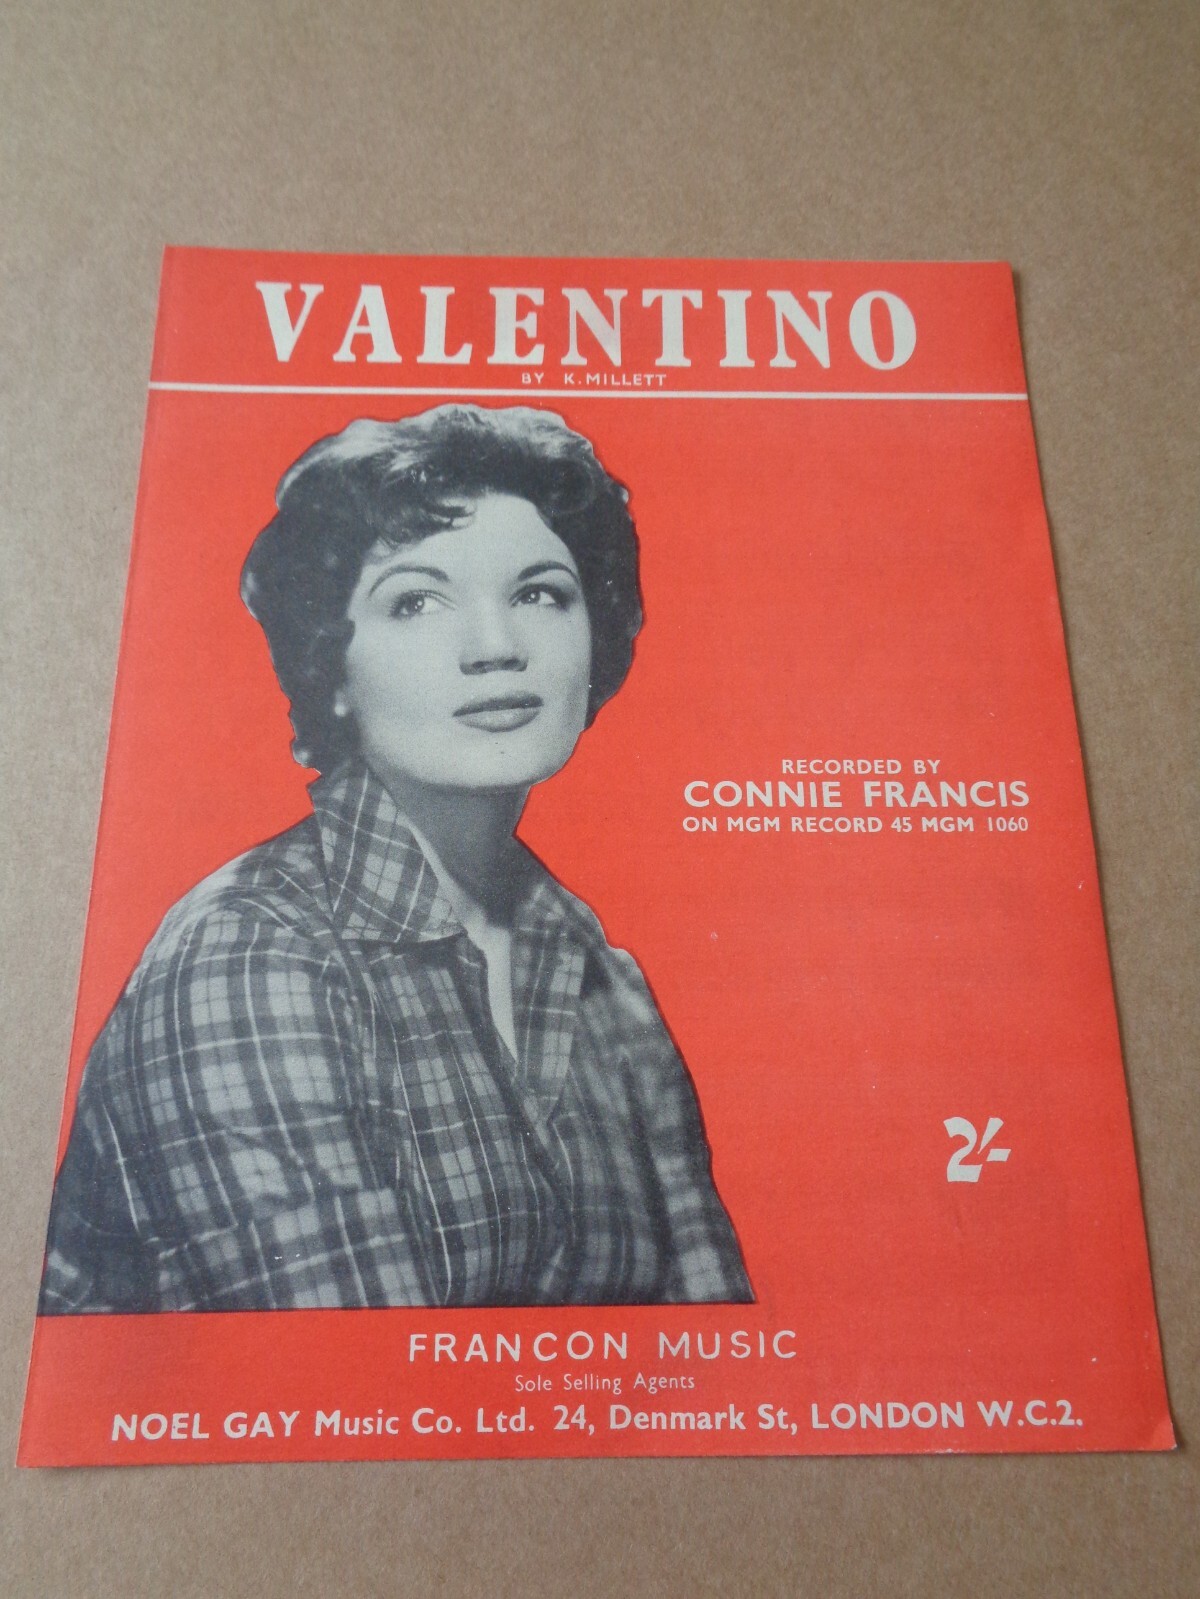 VALENTINO
BY K. MILLETT
RECORDED BY
CONNIE FRANCIS
ON MGM RECORD 45 MGM 1060
2/-
FRANCON MUSIC
Sole Selling Agents
NOEL GAY Music Co. Ltd. 24, Denmark St, LONDON W.C.2.